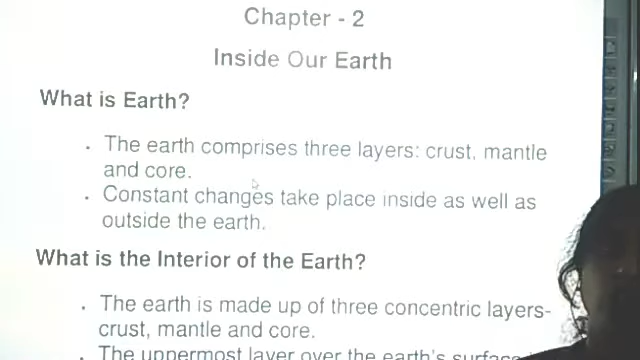 Chapter - 2
Inside Our Earth
What is Earth?
. The earth comprises three layers: crust, mantle
and core.
. Constant changes take place inside as well as
outside the earth.
What is the Interior of the Earth?
. The earth is made up of three concentric layers-
crust, mantle and core.
. The uppermost layer over the earth's surface